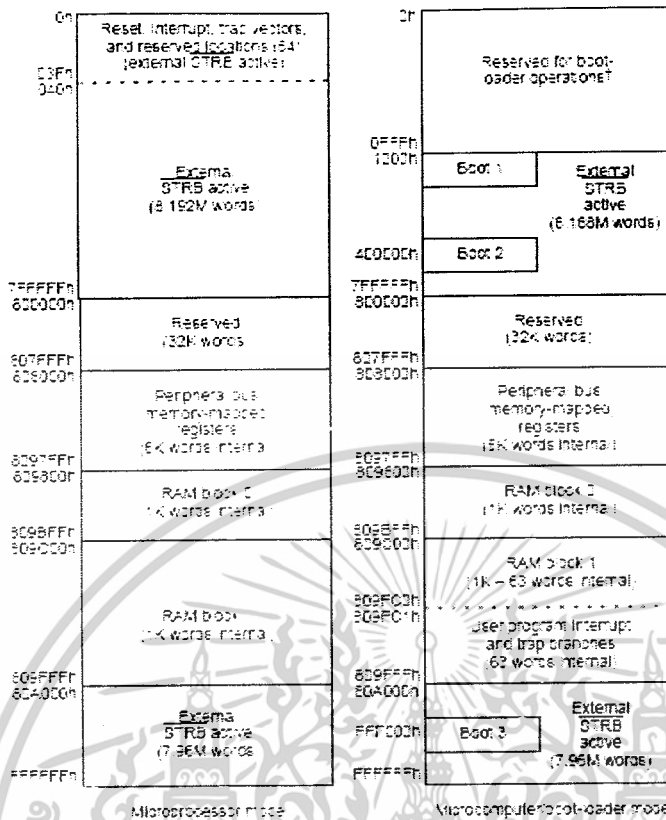 0h
Reset, interrupt, trap vectors,
and reserved locations (64)
(external STRB active)
03Fh
040h
External
STRB active
(8.192M words)
7FFFFFh
800000h
Reserved
(32K words
807FFFh
808000h
Peripheral bus
memory-mapped
registers
(6K words internal
8097FFh
809800h
RAM block 0
(1K words internal)
809BFFh
809C00h
RAM block
(1K words internal)
809FFFh
80A000h
External
STRB active
(7.96M words
FFFFFFh
Microprocessor mode
0h
Reserved for boot-
loader operations†
0FFFh
1000h
Boot 1
External
STRB
active
(8.188M words)
400000h
Boot 2
7FFFFFh
800000h
Reserved
(32K words)
807FFFh
808000h
Peripheral bus
memory-mapped
registers
(6K words internal)
8097FFh
809800h
RAM block 0
(1K words internal)
809BFFh
809C00h
RAM block 1
(1K – 63 words internal)
809FC0h
809FC1h
User program interrupt
and trap branches
(63 words internal)
809FFFh
80A000h
FFF000h
Boot 3
External
STRB
active
(7.96M words)
FFFFFFh
Microcomputer/boot-loader mode